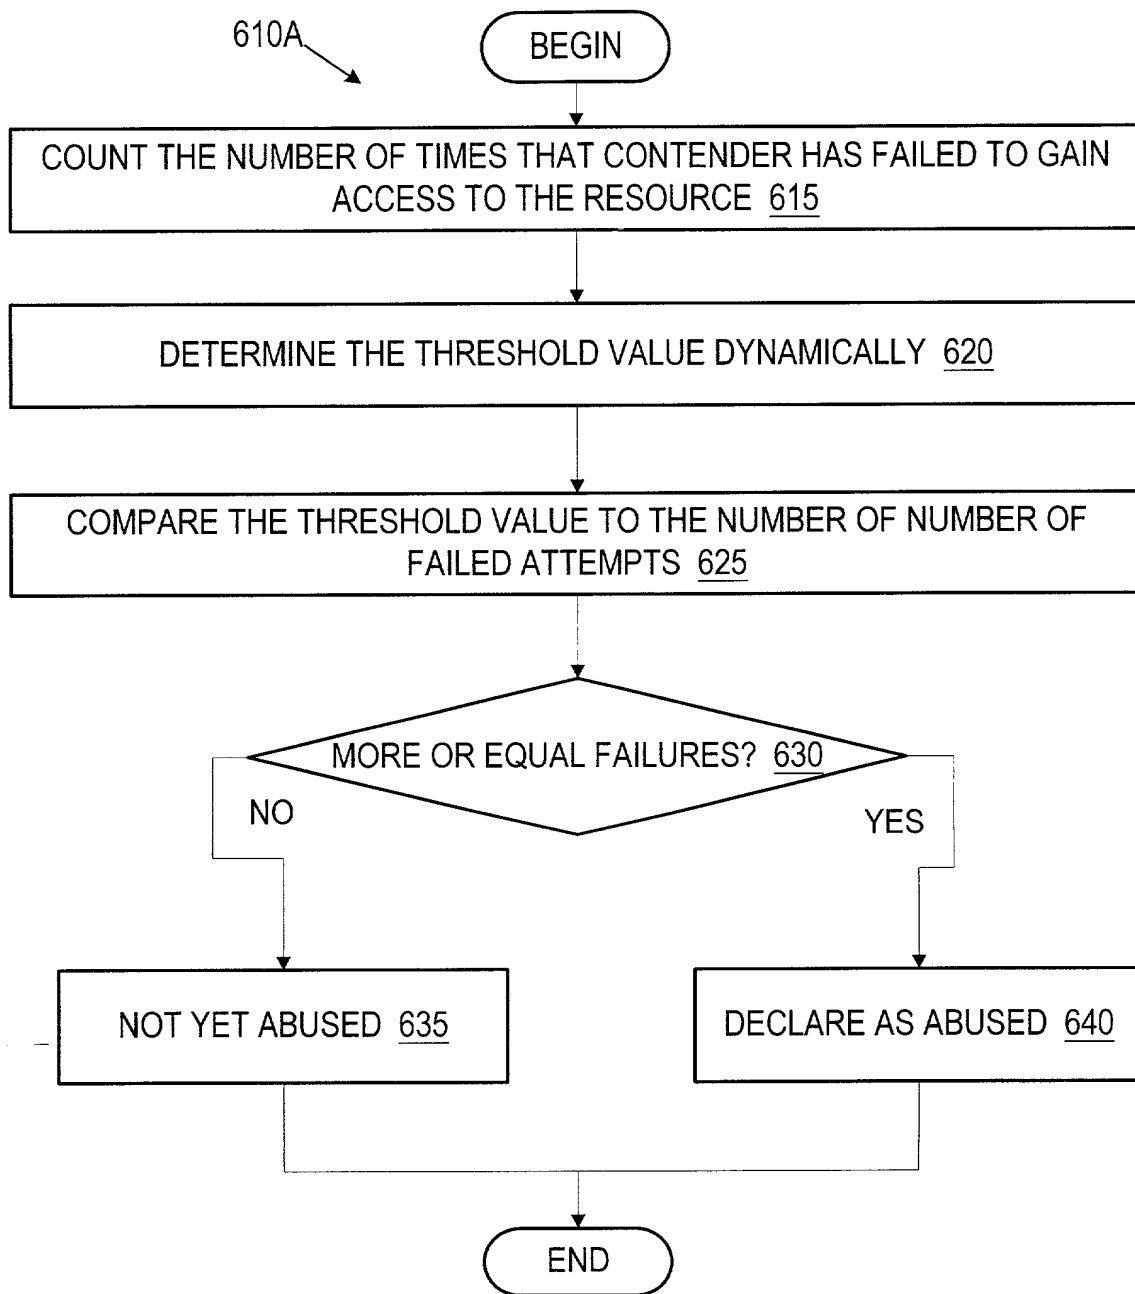 610A
BEGIN
COUNT THE NUMBER OF TIMES THAT CONTENDER HAS FAILED TO GAIN
ACCESS TO THE RESOURCE 615
DETERMINE THE THRESHOLD VALUE DYNAMICALLY 620
COMPARE THE THRESHOLD VALUE TO THE NUMBER OF NUMBER OF
FAILED ATTEMPTS 625
MORE OR EQUAL FAILURES? 630
NO
YES
NOT YET ABUSED 635
DECLARE AS ABUSED 640
END